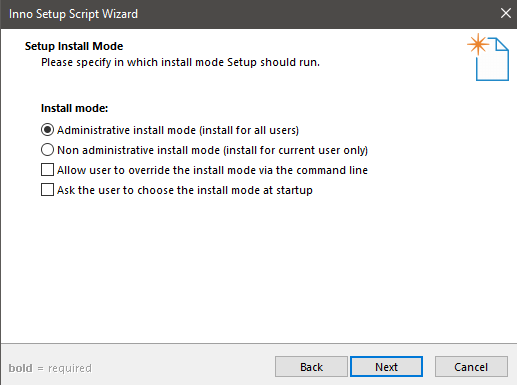 Inno Setup Script Wizard
Setup Install Mode
Please specify in which install mode Setup should run.
Install mode:
Administrative install mode (install for all users)
Non administrative install mode (install for current user only)
Allow user to override the install mode via the command line
Ask the user to choose the install mode at startup
bold = required
Back
Next
Cancel